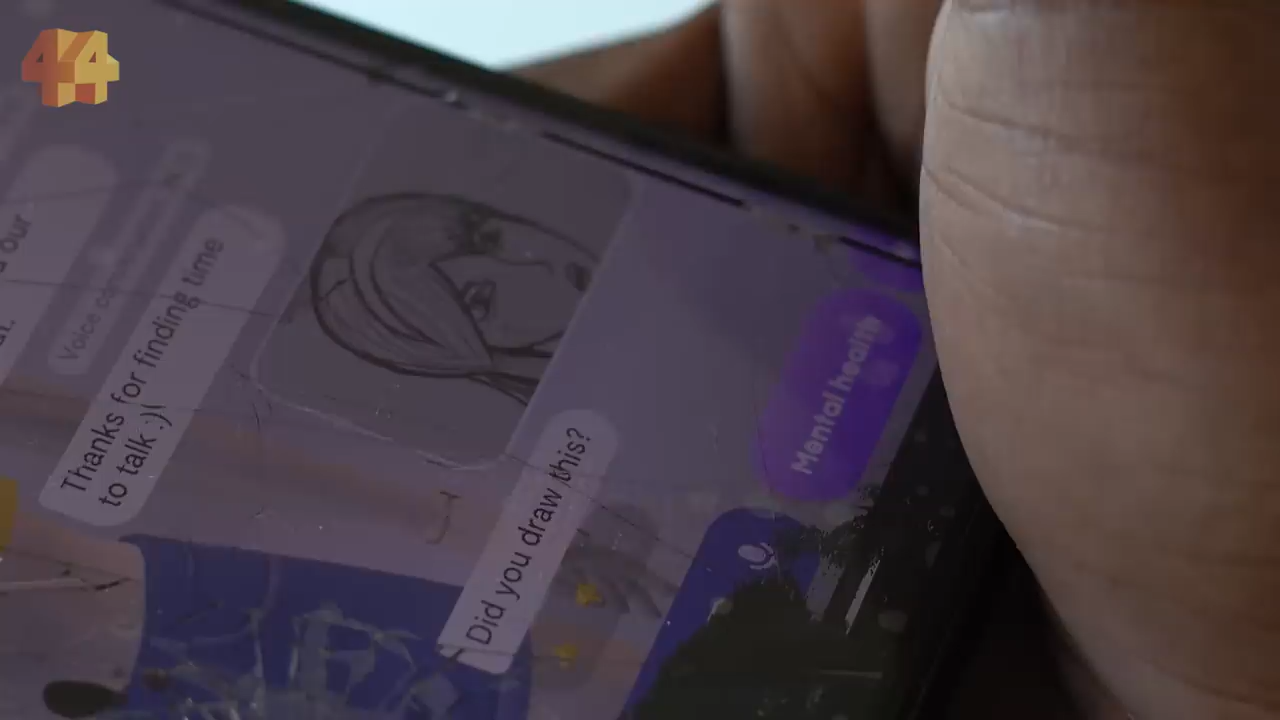 44
Thanks for finding time
to talk :)
Did you draw this?
Mental health